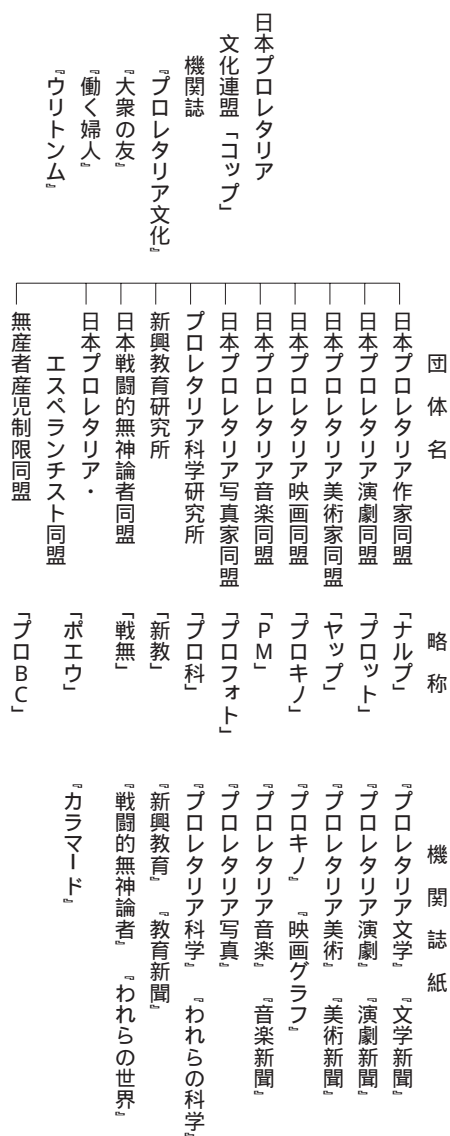 日本プロレタリア
文化連盟「コップ」
機関誌
『プロレタリア文化』
『大衆の友』
『働く婦人』
『ウリトンム』
団体名 略称 機関誌紙
日本プロレタリア作家同盟 「ナルプ」 『プロレタリア文学』 『文学新聞』
日本プロレタリア演劇同盟 「プロット」 『プロレタリア演劇』 『演劇新聞』
日本プロレタリア美術家同盟 「ヤップ」 『プロレタリア美術』 『美術新聞』
日本プロレタリア映画同盟 「プロキノ」 『プロキノ』 『映画グラフ』
日本プロレタリア音楽同盟 「PM」 『プロレタリア音楽』 『音楽新聞』
日本プロレタリア写真家同盟 「プロフォト」 『プロレタリア写真』
プロレタリア科学研究所 「プロ科」 『プロレタリア科学』 『われらの科学』
新興教育研究所 「新教」 『新興教育』 『教育新聞』
日本戦闘的無神論者同盟 「戦無」 『戦闘的無神論者』 『われらの世界』
日本プロレタリア・
エスペランチスト同盟 「ポエウ」 『カラマード』
無産者産児制限同盟 「プロBC」